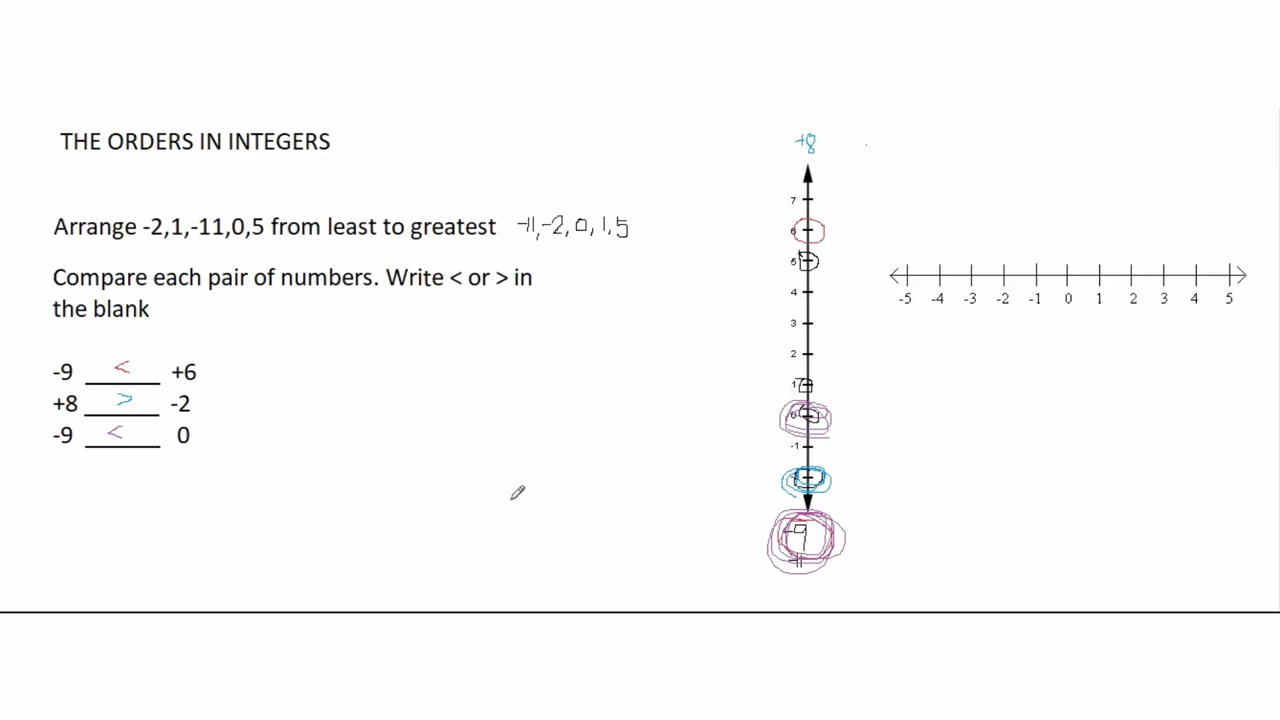 THE ORDERS IN INTEGERS
Arrange -2,1,-11,0,5 from least to greatest -11,-2,0,1,5
Compare each pair of numbers. Write < or > in
the blank
-9 < +6
+8 > -2
-9 < 0
+8
7
6
5
4
3
2
1
0
-1
-9
-11
-5 -4 -3 -2 -1 0 1 2 3 4 5